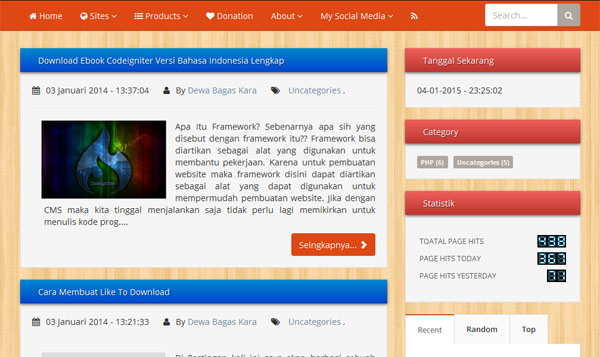 Home Sites Products Donation About My Social Media Search...
Download Ebook CodeIgniter Versi Bahasa Indonesia Lengkap
03 Januari 2014 - 13:37:04 By Dewa Bagas Kara Uncategories ,
CodeIgniter
Apa Itu Framework? Sebenarnya apa sih yang
disebut dengan framework itu?? Framework bisa
diartikan sebagai alat yang digunakan untuk
membantu pekerjaan. Karena untuk pembuatan
website maka framework disini dapat diartikan
sebagai alat yang dapat digunakan untuk
mempermudah pembuatan website. Jika dengan
CMS maka kita tinggal menjalankan saja tidak perlu lagi memikirkan untuk
menulis kode prog....
Selngkapnya...
Cara Membuat Like To Download
03 Januari 2014 - 13:21:33 By Dewa Bagas Kara Uncategories ,
Tanggal Sekarang
04-01-2015 - 23:25:02
Category
PHP (6) Uncategories (5)
Statistik
TOATAL PAGE HITS 438
PAGE HITS TODAY 367
PAGE HITS YESTERDAY 71
Recent Random Top